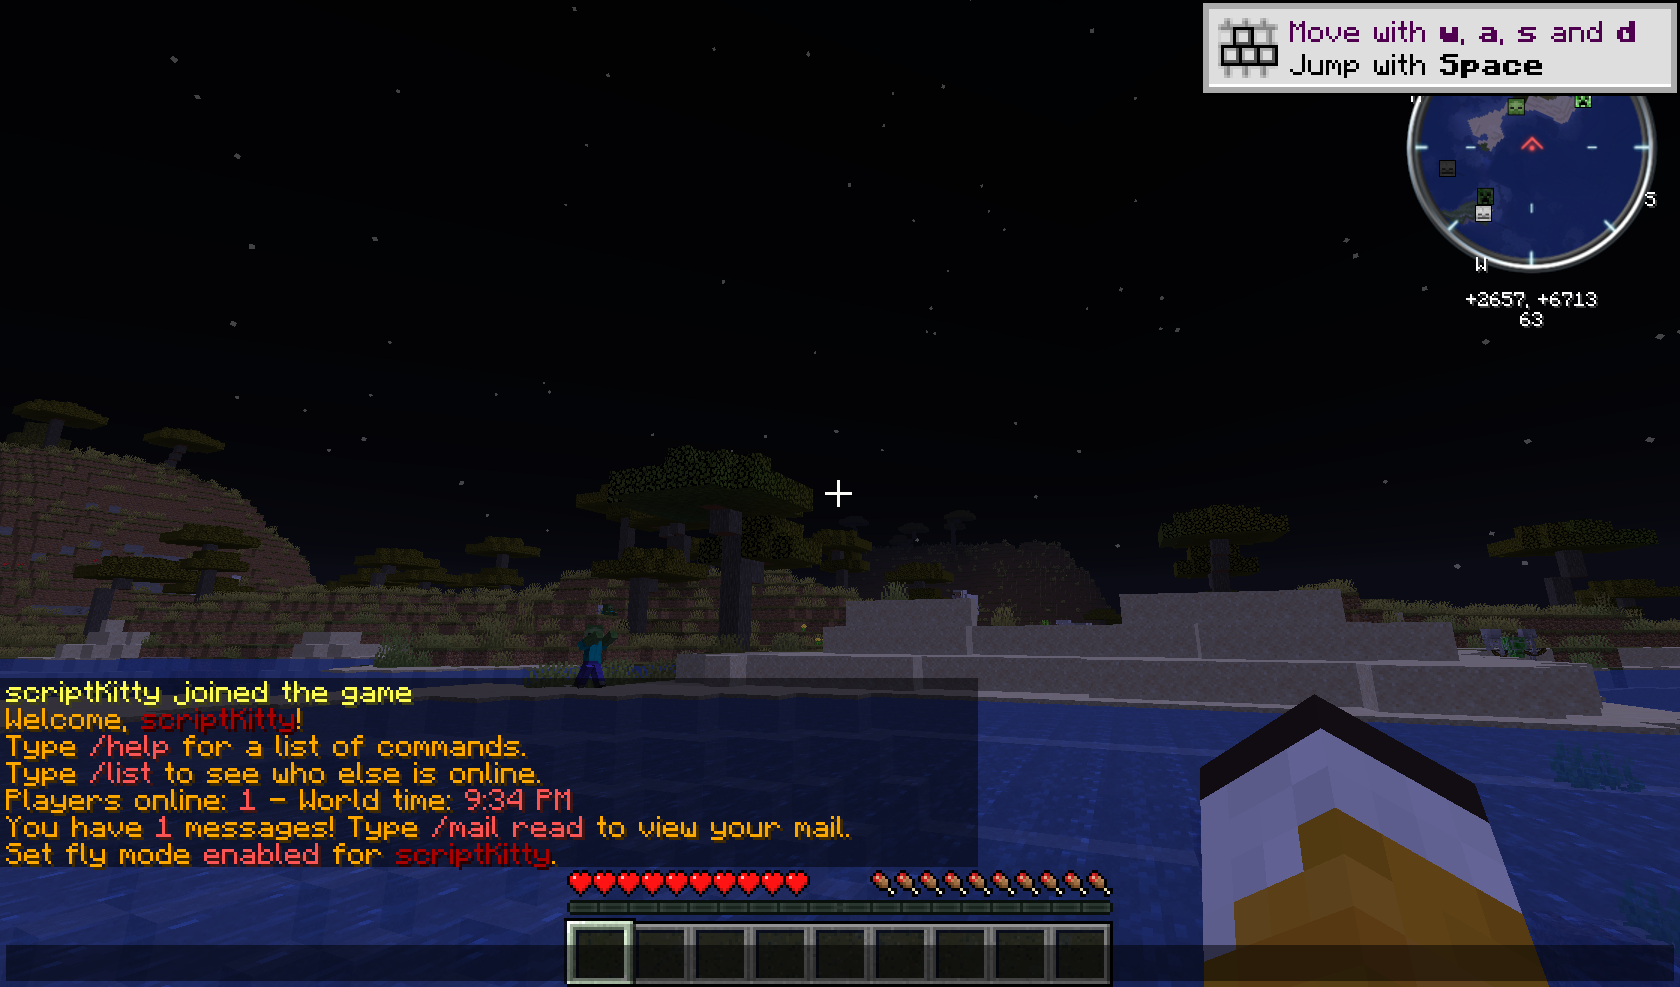 Move with w, a, s and d
Jump with Space
S
W
+2657, +6713
63
scriptKitty joined the game
Welcome, scriptKitty!
Type /help for a list of commands.
Type /list to see who else is online.
Players online: 1 - World time: 9:34 PM
You have 1 messages! Type /mail read to view your mail.
Set fly mode enabled for scriptKitty.